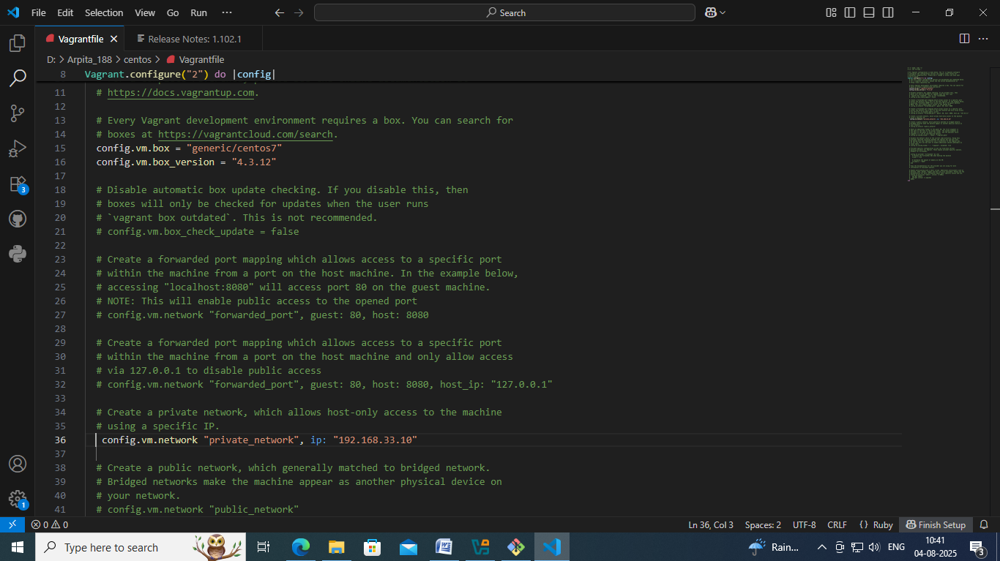 File Edit Selection View Go Run ···
Search
Vagrantfile
Release Notes: 1.102.1
D: > Arpita_188 > centos > Vagrantfile
8 Vagrant.configure("2") do |config|
11 # https://docs.vagrantup.com.
12
13 # Every Vagrant development environment requires a box. You can search for
14 # boxes at https://vagrantcloud.com/search.
15 config.vm.box = "generic/centos7"
16 config.vm.box_version = "4.3.12"
17
18 # Disable automatic box update checking. If you disable this, then
19 # boxes will only be checked for updates when the user runs
20 # `vagrant box outdated`. This is not recommended.
21 # config.vm.box_check_update = false
22
23 # Create a forwarded port mapping which allows access to a specific port
24 # within the machine from a port on the host machine. In the example below,
25 # accessing "localhost:8080" will access port 80 on the guest machine.
26 # NOTE: This will enable public access to the opened port
27 # config.vm.network "forwarded_port", guest: 80, host: 8080
28
29 # Create a forwarded port mapping which allows access to a specific port
30 # within the machine from a port on the host machine and only allow access
31 # via 127.0.0.1 to disable public access
32 # config.vm.network "forwarded_port", guest: 80, host: 8080, host_ip: "127.0.0.1"
33
34 # Create a private network, which allows host-only access to the machine
35 # using a specific IP.
36 config.vm.network "private_network", ip: "192.168.33.10"
37
38 # Create a public network, which generally matched to bridged network.
39 # Bridged networks make the machine appear as another physical device on
40 # your network.
41 # config.vm.network "public_network"
3
1
0 0
Ln 36, Col 3 Spaces: 2 UTF-8 CRLF {} Ruby Finish Setup
Type here to search
Rain...
ENG
10:41
04-08-2025
3